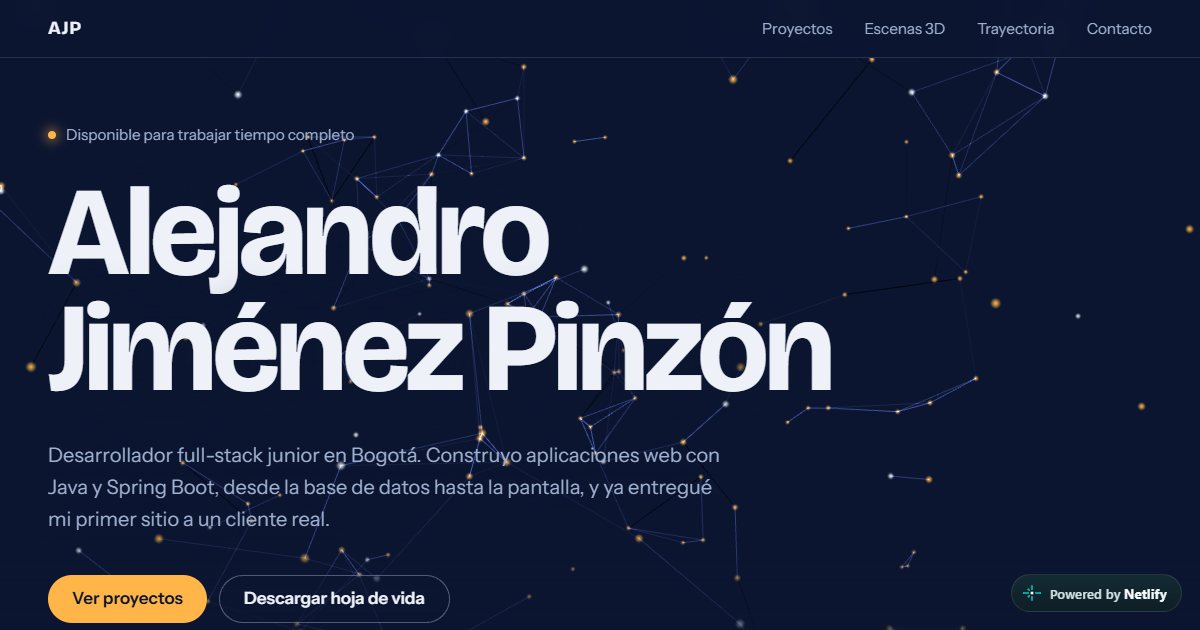 AJP
Proyectos Escenas 3D Trayectoria Contacto
Disponible para trabajar tiempo completo
Alejandro
Jiménez Pinzón
Desarrollador full-stack junior en Bogotá. Construyo aplicaciones web con
Java y Spring Boot, desde la base de datos hasta la pantalla, y ya entregué
mi primer sitio a un cliente real.
Ver proyectos Descargar hoja de vida
Powered by Netlify